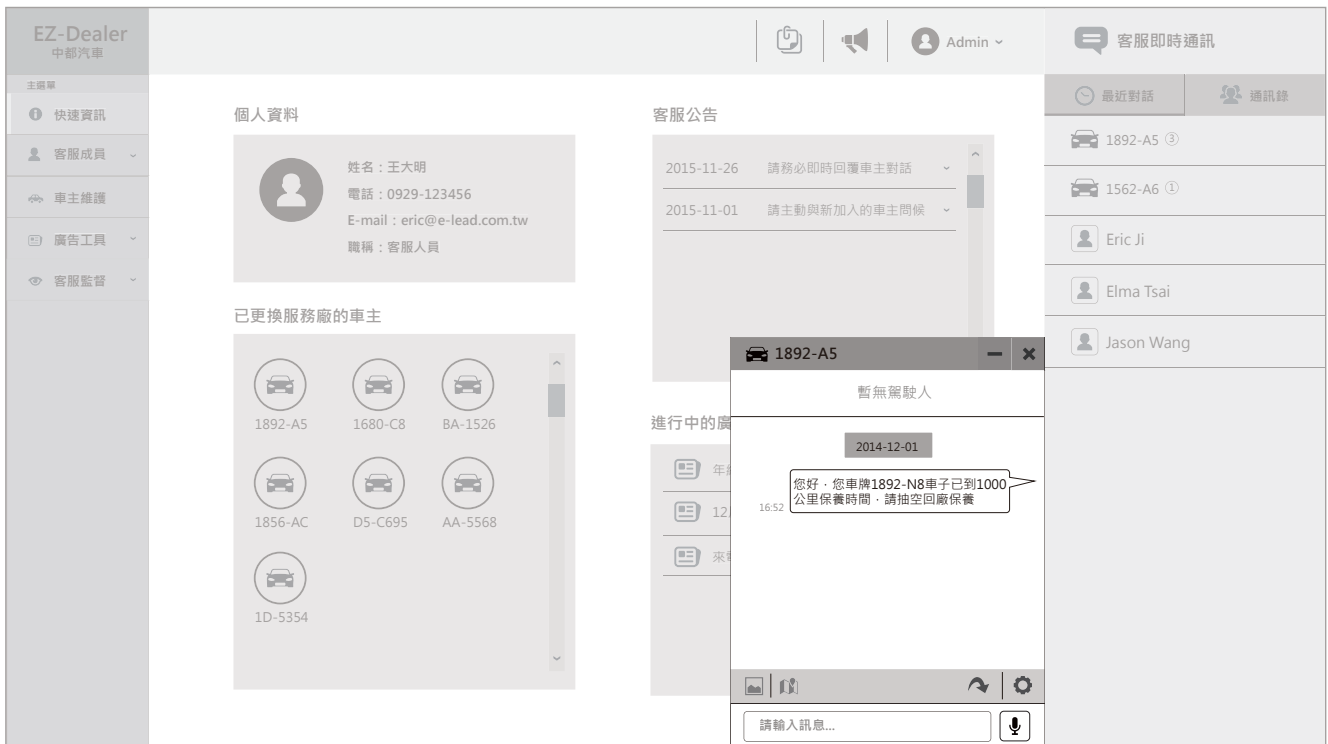 EZ-Dealer
中都汽車
主選單
快速資訊
客服成員
車主維護
廣告工具
客服監督
Admin
個人資料
姓名：王大明
電話：0929-123456
E-mail：eric@e-lead.com.tw
職稱：客服人員
客服公告
2015-11-26 請務必即時回覆車主對話
2015-11-01 請主動與新加入的車主問候
已更換服務廠的車主
1892-A5 1680-C8 BA-1526
1856-AC D5-C695 AA-5568
1D-5354
進行中的廣
年
12
來
1892-A5
暫無駕駛人
2014-12-01
您好，您車牌1892-N8車子已到1000
公里保養時間，請抽空回廠保養
16:52
請輸入訊息...
客服即時通訊
最近對話 通訊錄
1892-A5 ③
1562-A6 ①
Eric Ji
Elma Tsai
Jason Wang